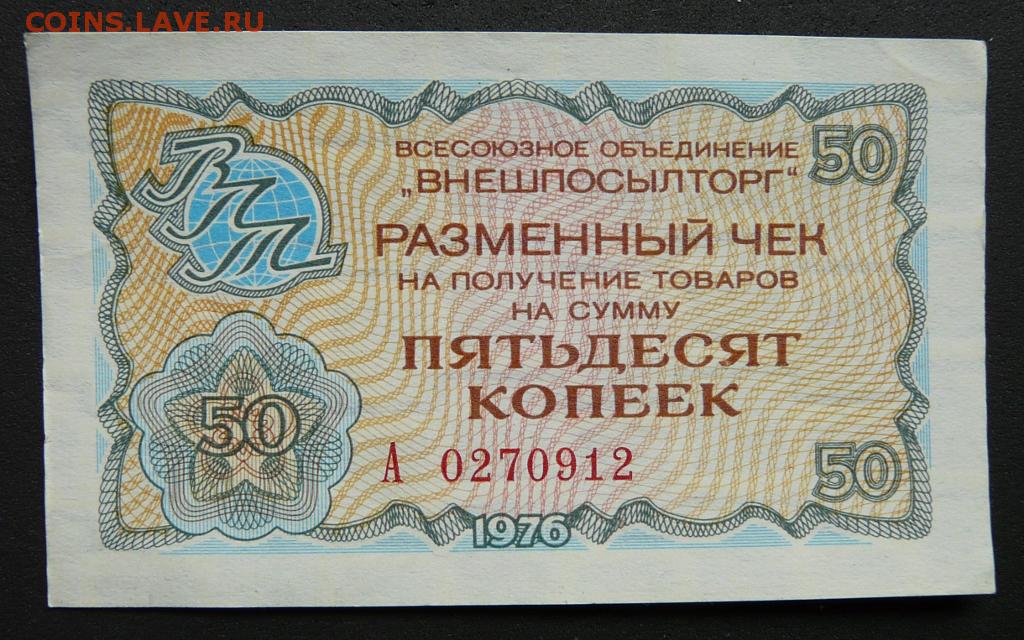 COINS.LAVE.RU
ВСЕСОЮЗНОЕ ОБЪЕДИНЕНИЕ
„ВНЕШПОСЫЛТОРГ“
50
ВПТ
РАЗМЕННЫЙ ЧЕК
НА ПОЛУЧЕНИЕ ТОВАРОВ
НА СУММУ
ПЯТЬДЕСЯТ
КОПЕЕК
50
А 0270912
50
1976